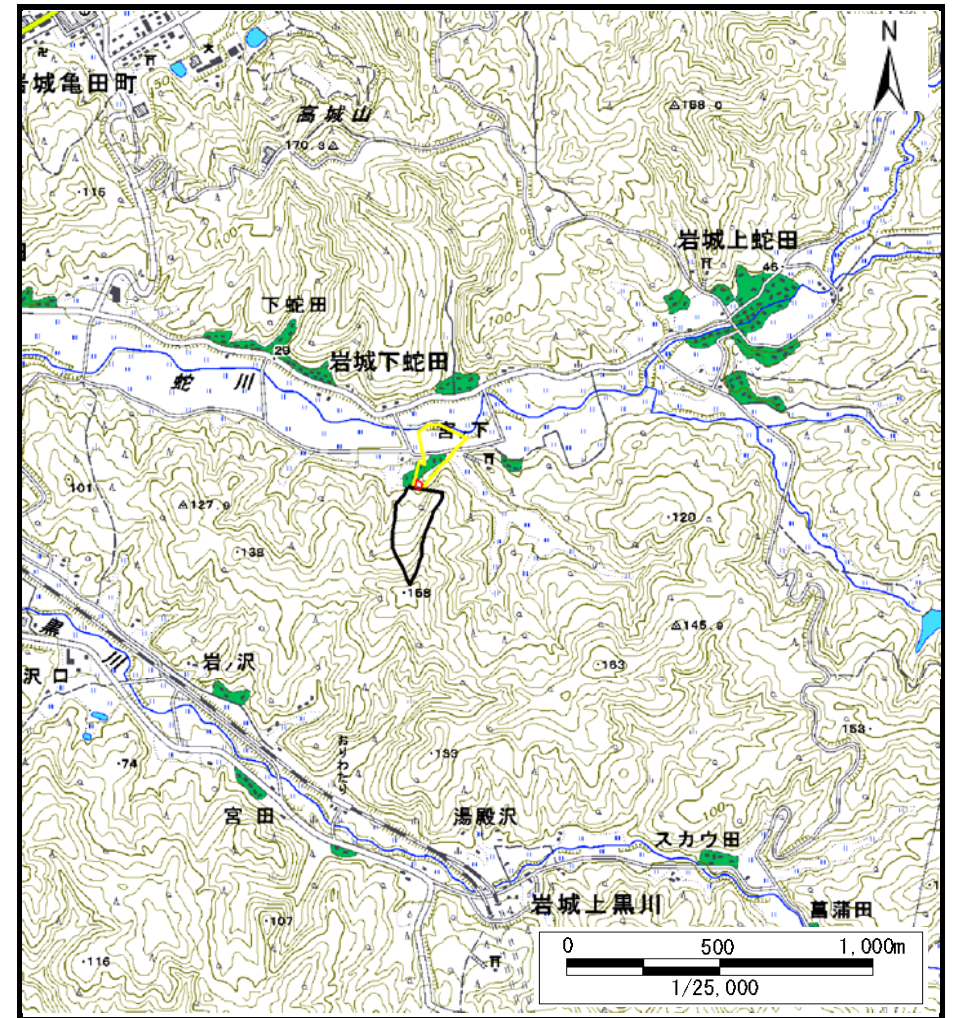 N
岩城亀田町
高城山
168.0
170.3
116
岩城上蛇田
46
下蛇田
29
岩城下蛇田
蛇川
宮下
101
127.9
138
120
168
145.9
163
黒川
岩ノ沢
沢口
153
おりわたり
133
74
湯殿沢
宮田
スカウ田
100
岩城上黒川
菖蒲田
107
116
0 500 1,000m
1/25,000